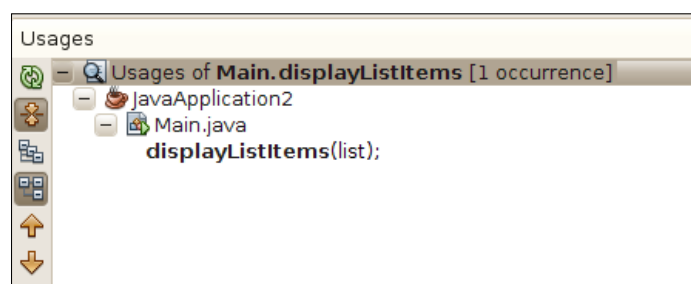 Usages
Usages of Main.displayListItems [1 occurrence]
JavaApplication2
Main.java
displayListItems(list);